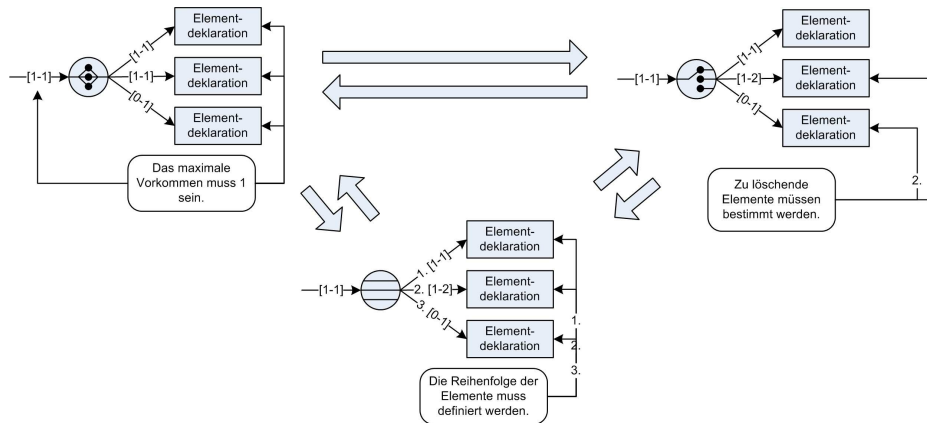 Element-
deklaration
[1-1]
[1-1]
[1-1]
Element-
deklaration
[0-1]
Element-
deklaration
Das maximale
Vorkommen muss 1
sein.
Element-
deklaration
[1-1]
[1-1]
[1-2]
Element-
deklaration
[0-1]
Element-
deklaration
2.
Zu löschende
Elemente müssen
bestimmt werden.
Element-
deklaration
1. [1-1]
[1-1]
2. [1-2]
Element-
deklaration
3. [0-1]
Element-
deklaration
1.
2.
3.
Die Reihenfolge der
Elemente muss
definiert werden.